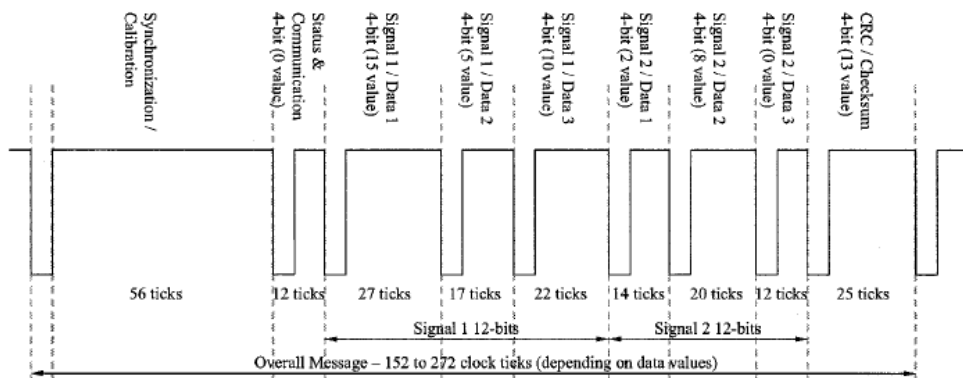 Synchronization /
Calibration
Status &
Communication
4-bit (0 value)
Signal 1 / Data 1
4-bit (15 value)
Signal 1 / Data 2
4-bit (5 value)
Signal 1 / Data 3
4-bit (10 value)
Signal 2 / Data 1
4-bit (2 value)
Signal 2 / Data 2
4-bit (8 value)
Signal 2 / Data 3
4-bit (0 value)
CRC / Checksum
4-bit (13 value)
56 ticks
12 ticks
27 ticks
17 ticks
22 ticks
14 ticks
20 ticks
12 ticks
25 ticks
Signal 1 12-bits
Signal 2 12-bits
Overall Message – 152 to 272 clock ticks (depending on data values)